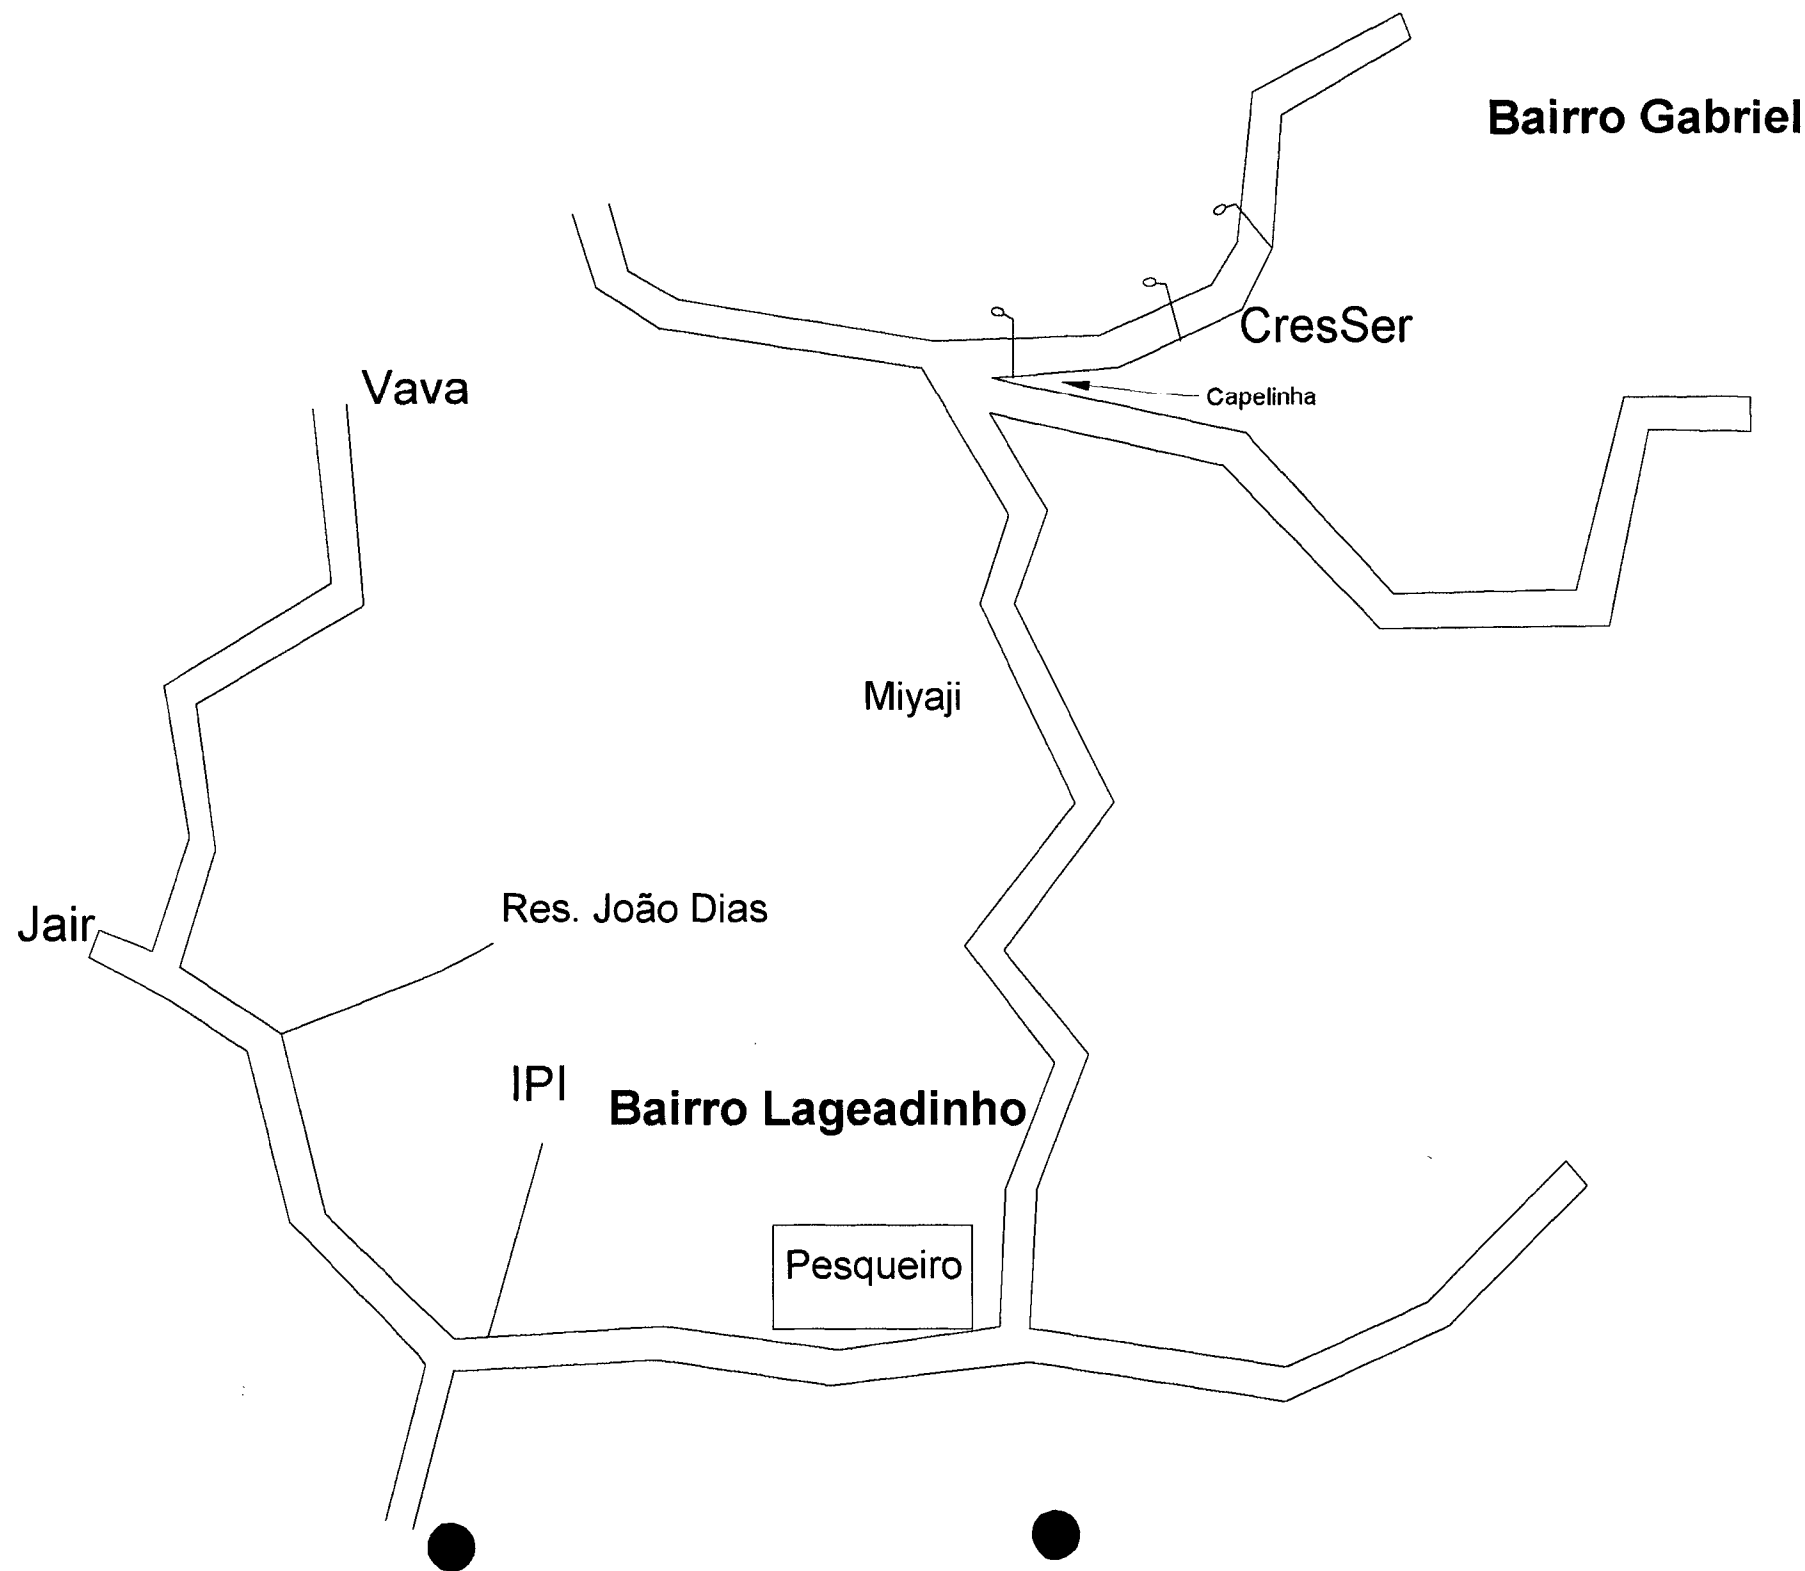 Bairro Gabriel
CresSer
Vava
Capelinha
Miyaji
Jair
Res. João Dias
IPI
Bairro Lageadinho
Pesqueiro